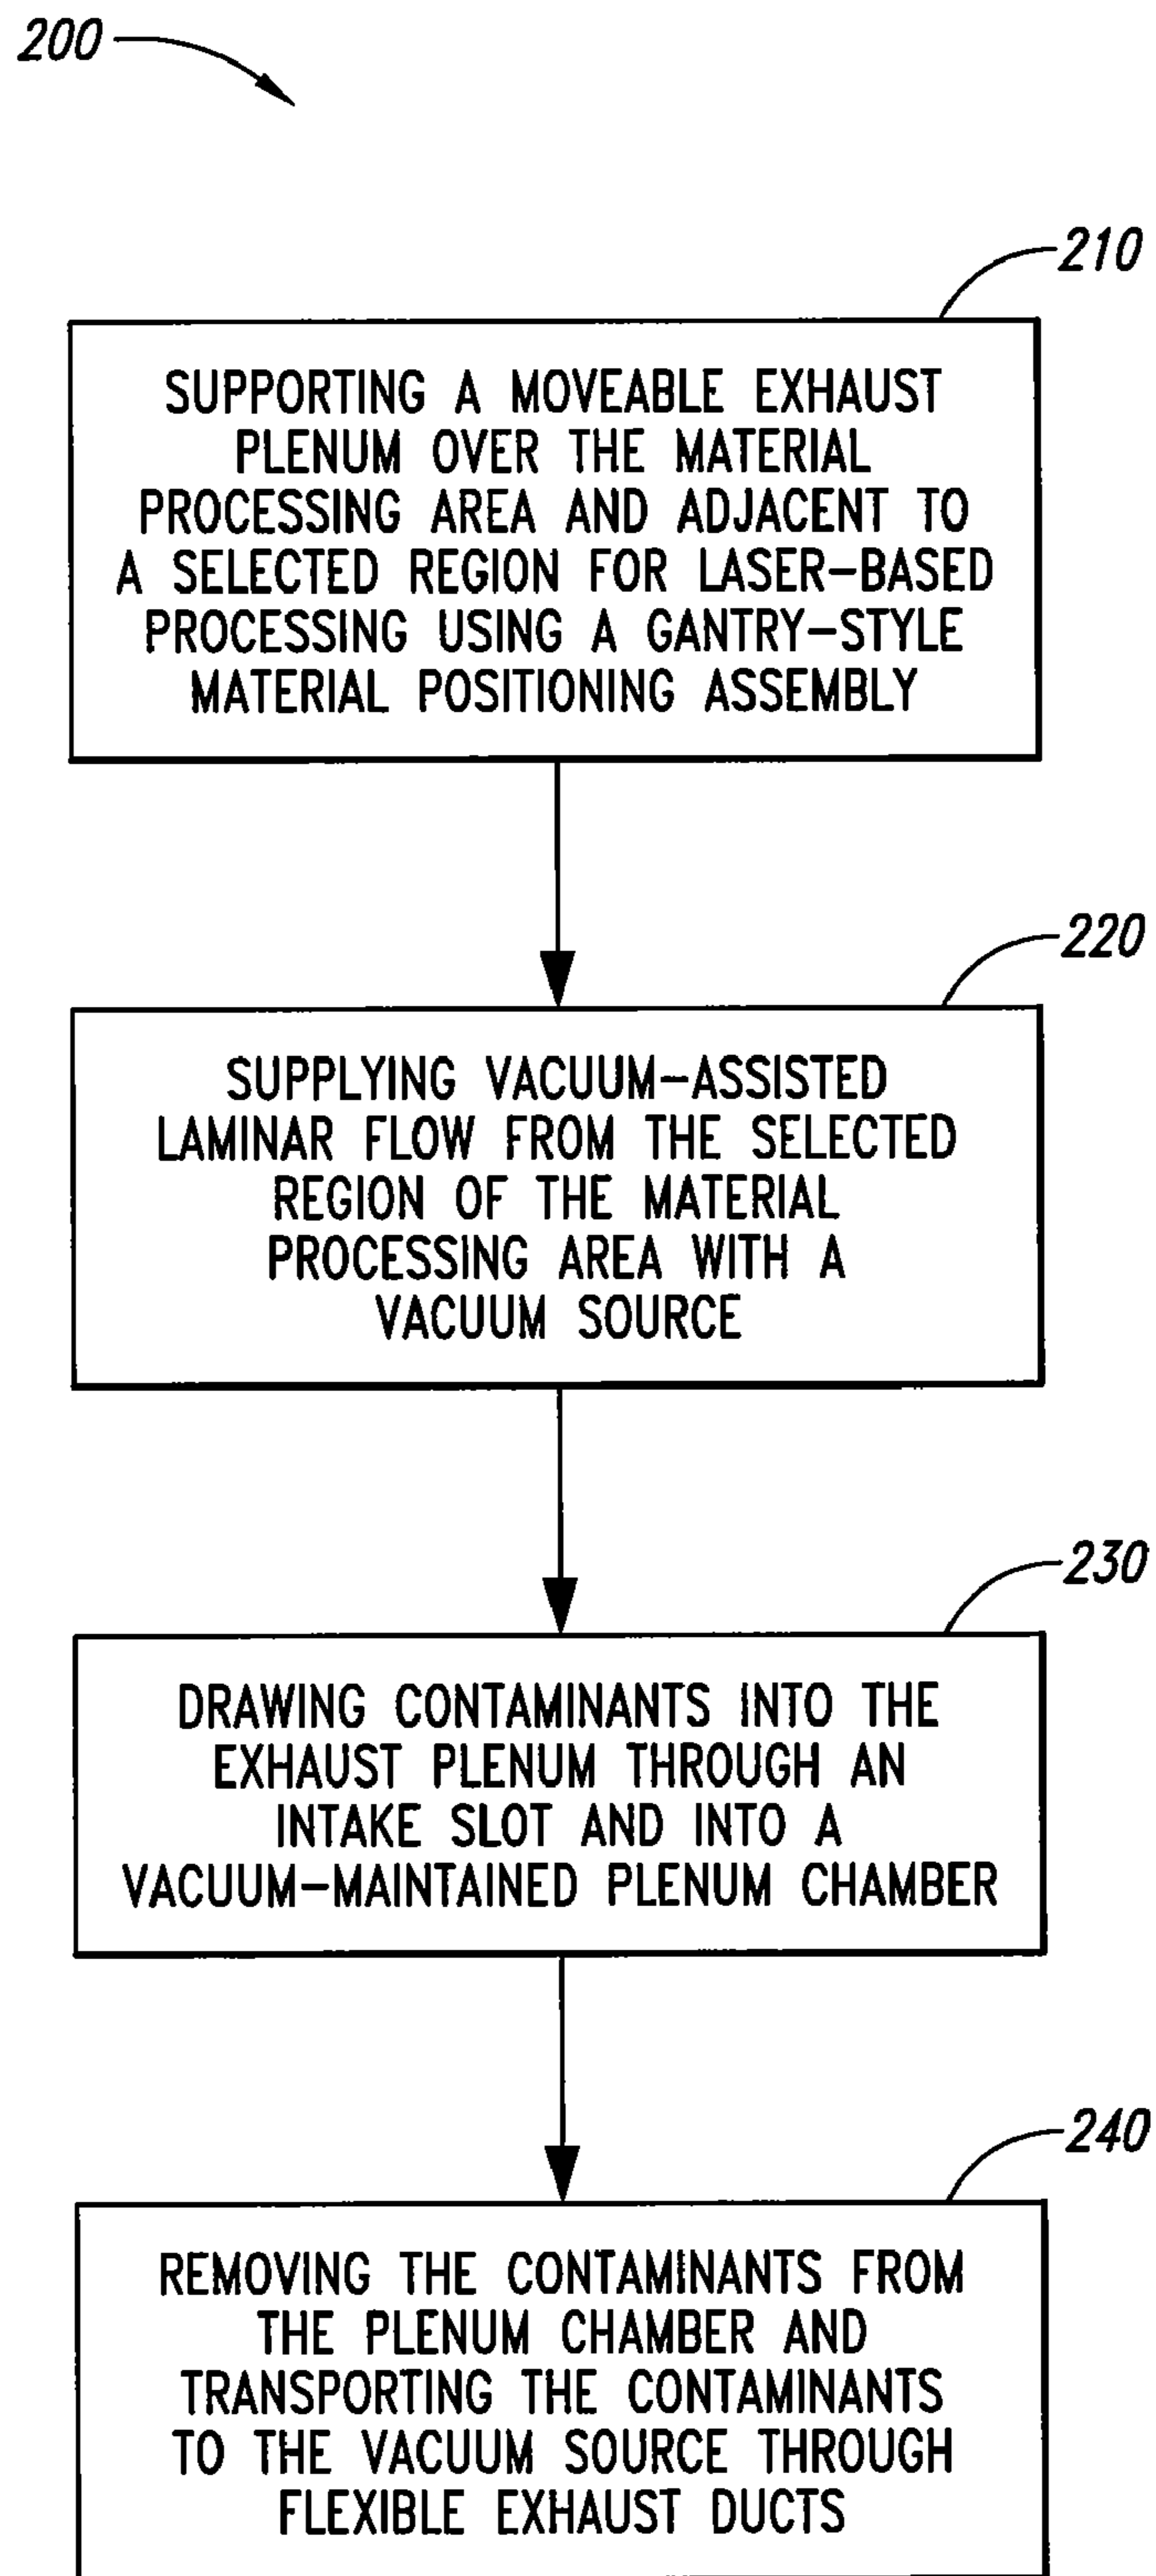 200
210
SUPPORTING A MOVEABLE EXHAUST
PLENUM OVER THE MATERIAL
PROCESSING AREA AND ADJACENT TO
A SELECTED REGION FOR LASER-BASED
PROCESSING USING A GANTRY-STYLE
MATERIAL POSITIONING ASSEMBLY
220
SUPPLYING VACUUM-ASSISTED
LAMINAR FLOW FROM THE SELECTED
REGION OF THE MATERIAL
PROCESSING AREA WITH A
VACUUM SOURCE
230
DRAWING CONTAMINANTS INTO THE
EXHAUST PLENUM THROUGH AN
INTAKE SLOT AND INTO A
VACUUM-MAINTAINED PLENUM CHAMBER
240
REMOVING THE CONTAMINANTS FROM
THE PLENUM CHAMBER AND
TRANSPORTING THE CONTAMINANTS
TO THE VACUUM SOURCE THROUGH
FLEXIBLE EXHAUST DUCTS